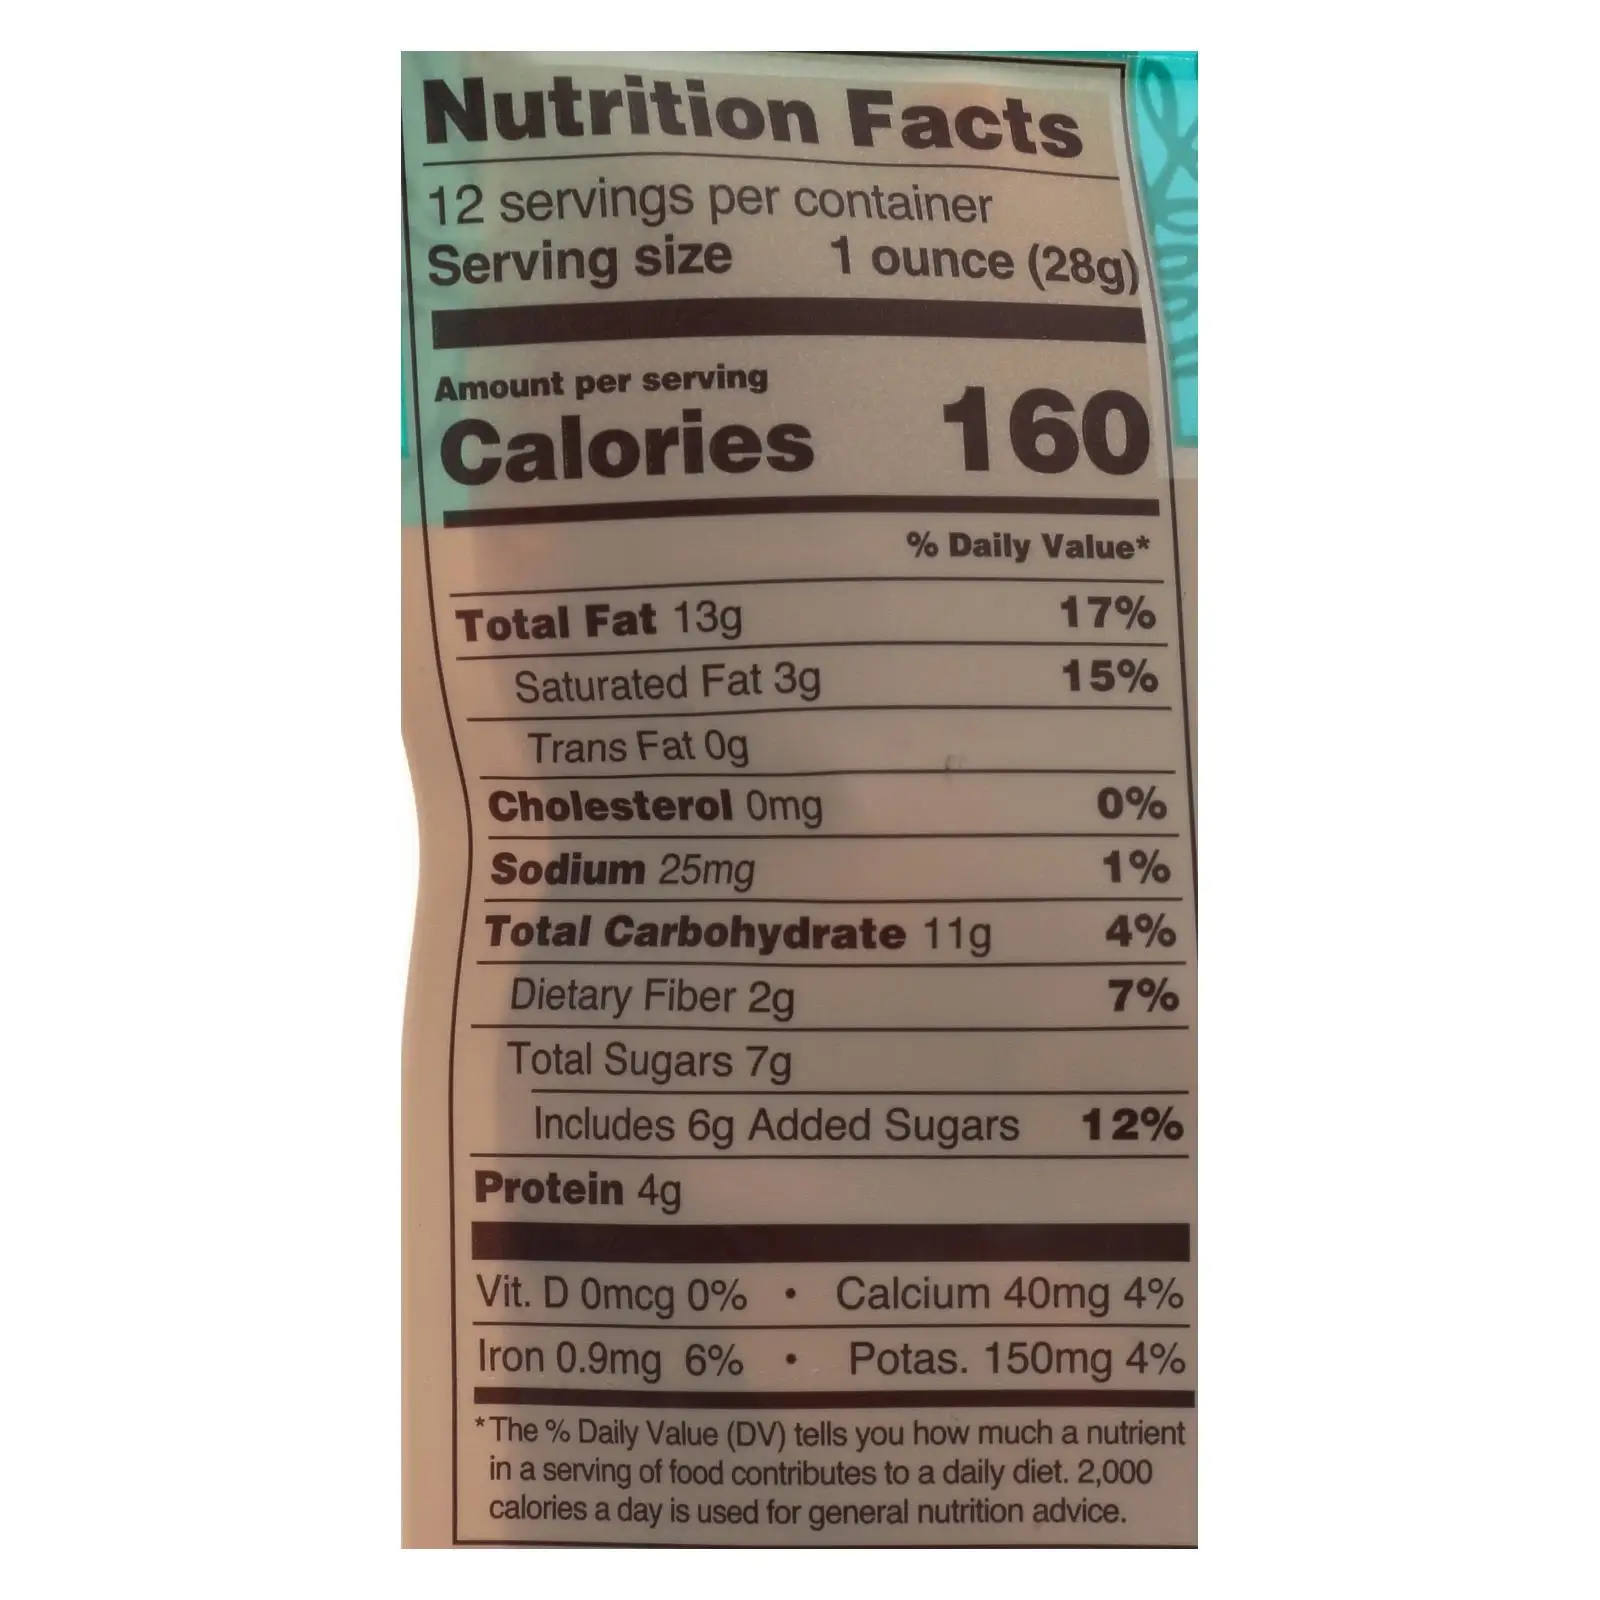 Nutrition Facts
12 servings per container
Serving size 1 ounce (28g)
Amount per serving
Calories 160
% Daily Value*
Total Fat 13g 17%
Saturated Fat 3g 15%
Trans Fat 0g
Cholesterol 0mg 0%
Sodium 25mg 1%
Total Carbohydrate 11g 4%
Dietary Fiber 2g 7%
Total Sugars 7g
Includes 6g Added Sugars 12%
Protein 4g
Vit. D 0mcg 0% • Calcium 40mg 4%
Iron 0.9mg 6% • Potas. 150mg 4%
*The % Daily Value (DV) tells you how much a nutrient
in a serving of food contributes to a daily diet. 2,000
calories a day is used for general nutrition advice.